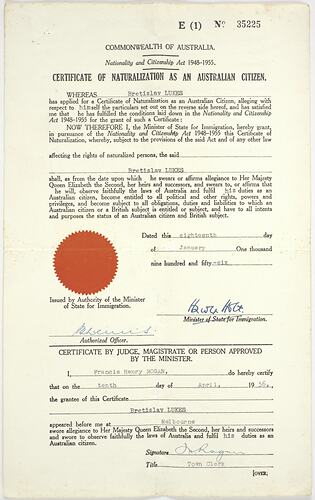 E (1) No 35225
COMMONWEALTH OF AUSTRALIA.
Nationality and Citizenship Act 1948-1955.
CERTIFICATE OF NATURALIZATION AS AN AUSTRALIAN CITIZEN.
WHEREAS Bretislav LUKES
has applied for a Certificate of Naturalization as an Australian Citizen, alleging with
respect to himself the particulars set out on the reverse side hereof, and has satisfied
me that he has fulfilled the conditions laid down in the Nationality and Citizenship
Act 1948-1955 for the grant of such a Certificate:
NOW THEREFORE I, the Minister of State for Immigration, hereby grant,
in pursuance of the Nationality and Citizenship Act 1948-1955 this Certificate of
Naturalization, whereby, subject to the provisions of the said Act and of any other law
affecting the rights of naturalized persons, the said
Bretislav LUKES
shall, as from the date upon which he swears or affirms allegiance to Her Majesty
Queen Elizabeth the Second, her heirs and successors, and swears to, or affirms that
he will, observe faithfully the laws of Australia and fulfil his duties as an
Australian citizen, become entitled to all political and other rights, powers and
privileges, and become subject to all obligations, duties and liabilities to which an
Australian citizen or a British subject is entitled or subject, and have to all intents
and purposes the status of an Australian citizen and British subject.
Dated this eighteenth day
of January One thousand
nine hundred and fifty-six.
Issued by Authority of the Minister
of State for Immigration.
Harold Holt
Minister of State for Immigration.
Authorized Officer.
CERTIFICATE BY JUDGE, MAGISTRATE OR PERSON APPROVED
BY THE MINISTER.
I, Francis Henry ROGAN, do hereby certify
that on the tenth day of April, 1956,
the grantee of this Certificate
Bretislav LUKES
appeared before me at Melbourne
swore allegiance to Her Majesty Queen Elizabeth the Second, her heirs and successors
and swore to observe faithfully the laws of Australia and fulfil his duties as an
Australian citizen.
Signature
Title Town Clerk
[OVER;